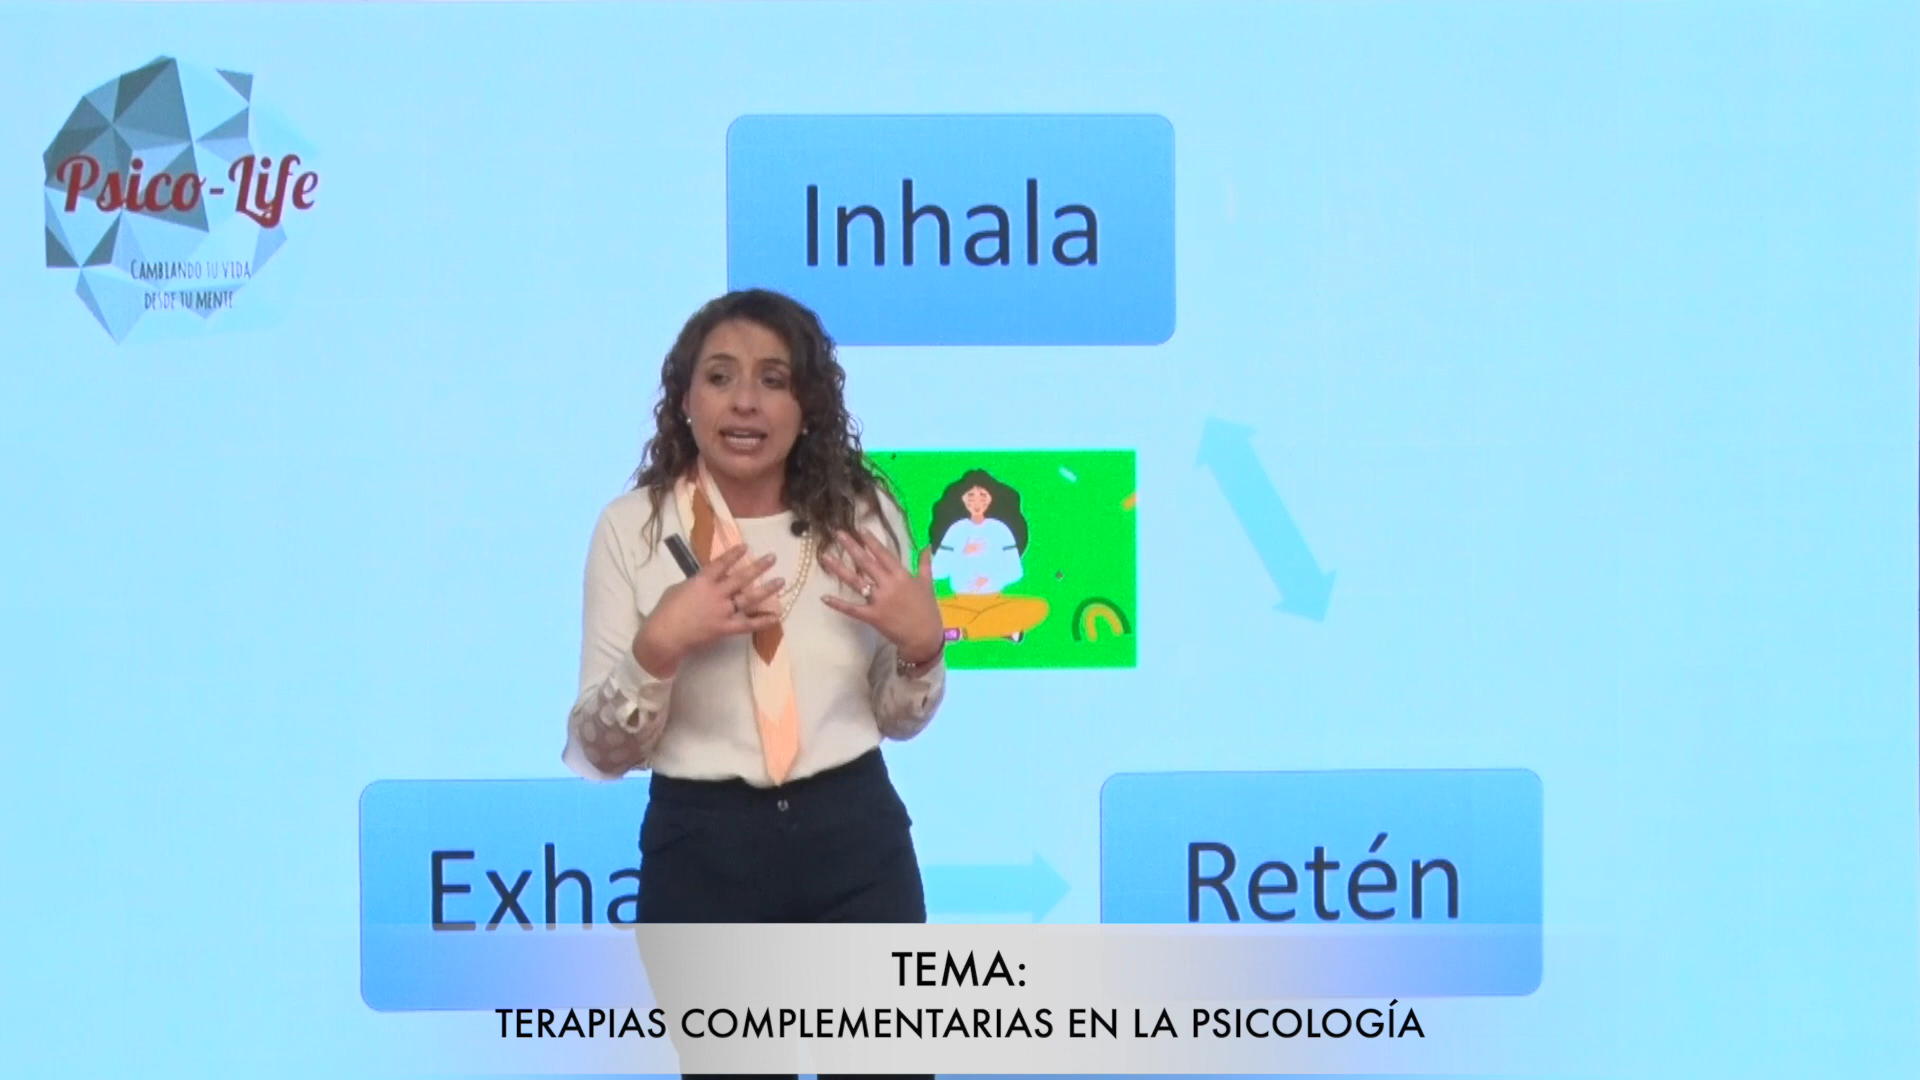 Psico-Life
CAMBIANDO TU VIDA
DESDE TU MENTE
Inhala
Exha
Retén
TEMA:
TERAPIAS COMPLEMENTARIAS EN LA PSICOLOGÍA